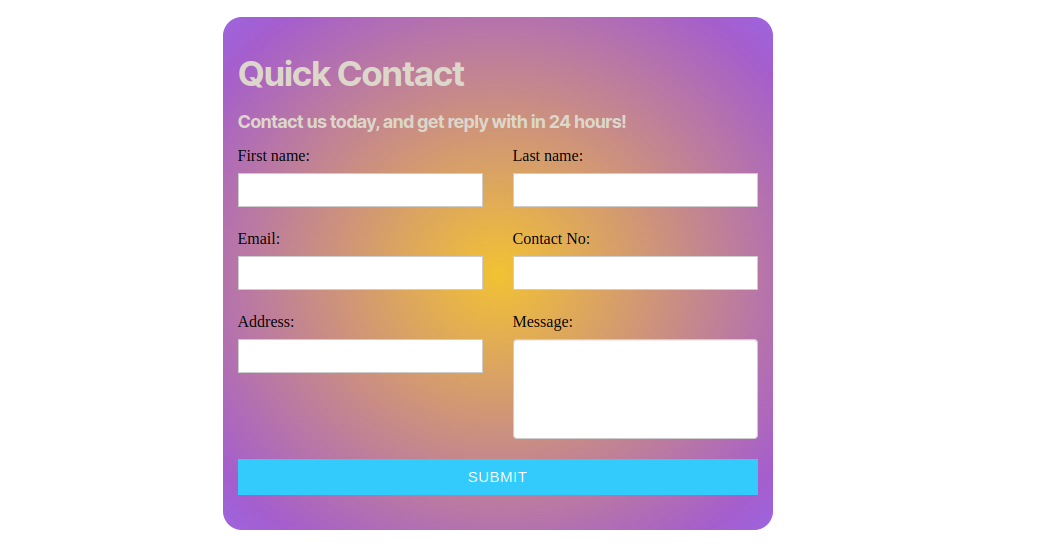 Quick Contact
Contact us today, and get reply with in 24 hours!
First name:
Last name:
Email:
Contact No:
Address:
Message:
SUBMIT